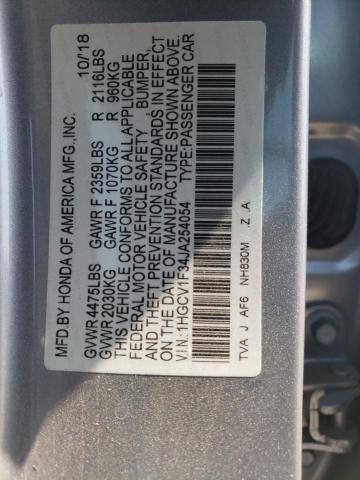 MFD BY HONDA OF AMERICA MFG.,INC. 10/'18
GVWR 4475LBS GAWR F 2359LBS R 2116LBS
GVWR 2030KG GAWR F 1070KG R 960KG
THIS VEHICLE CONFORMS TO ALL APPLICABLE
FEDERAL MOTOR VEHICLE SAFETY BUMPER,
AND THEFT PREVENTION STANDARDS IN EFFECT
ON THE DATE OF MANUFACTURE SHOWN ABOVE.
V.I.N.:1HGCV1F34JA254054 TYPE:PASSENGER CAR
TVA J AF6 NH830M Z A